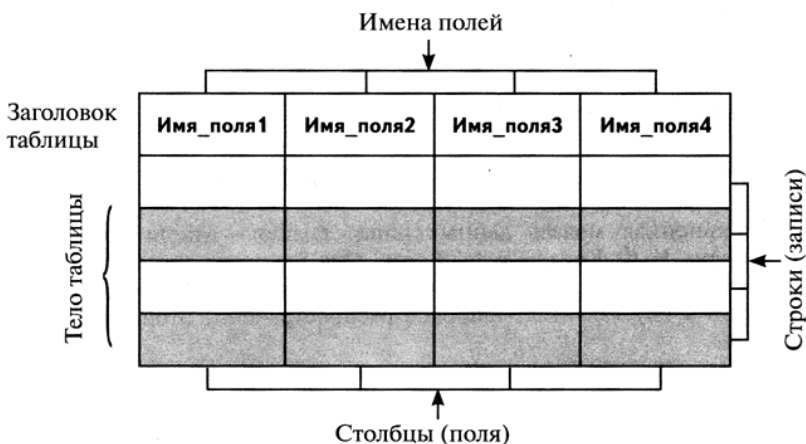 Имена полей
Заголовок
таблицы
Имя_поля1 Имя_поля2 Имя_поля3 Имя_поля4
Тело таблицы
Строки (записи)
Столбцы (поля)